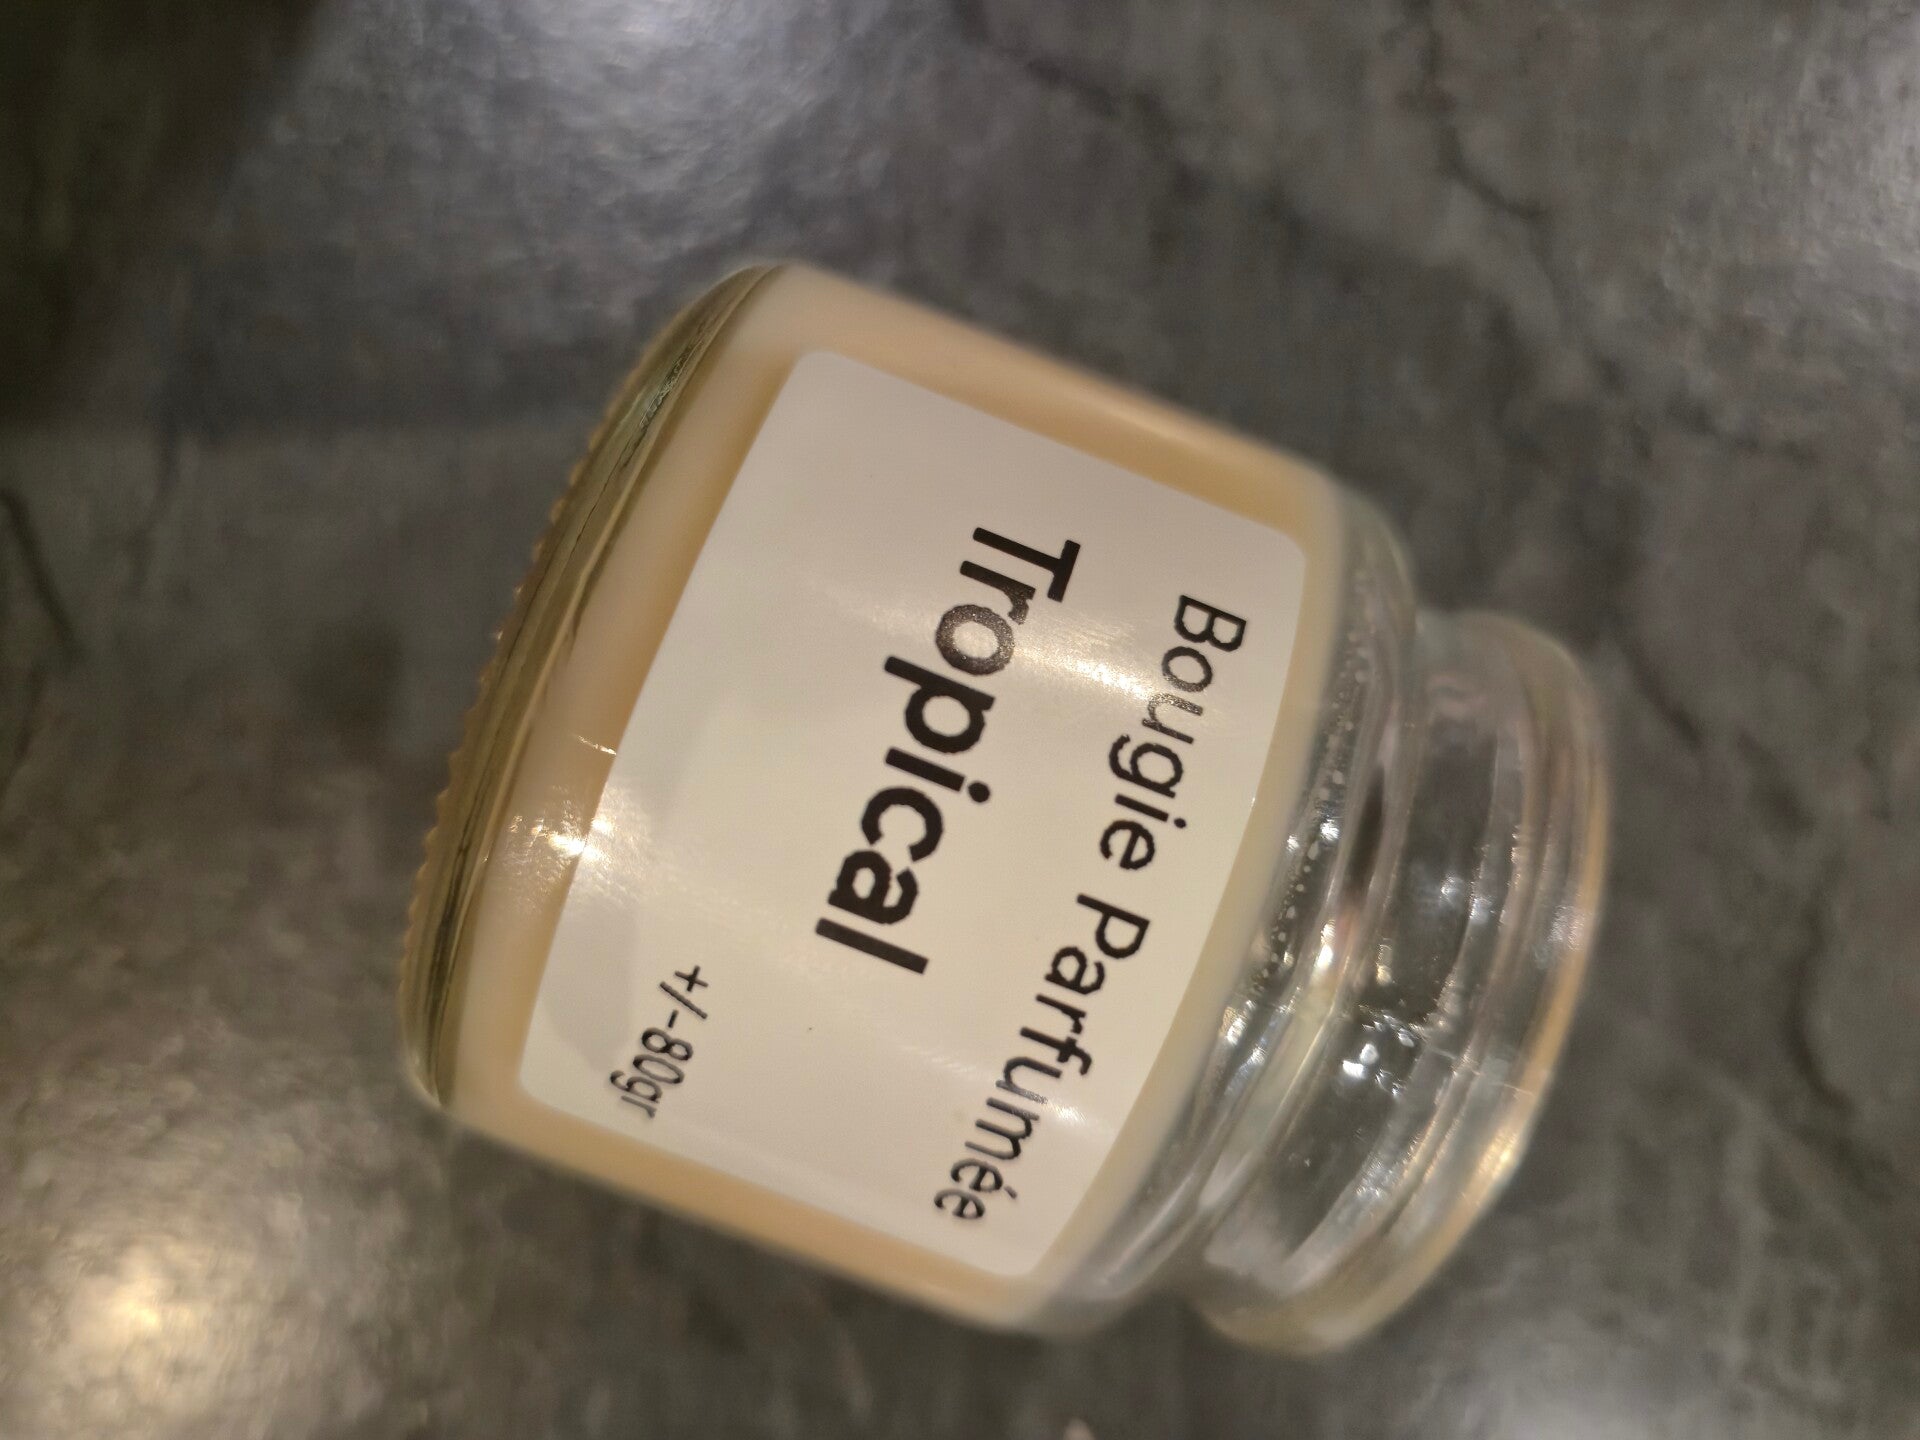 Bougie Parfumée
Tropical
+/-80gr